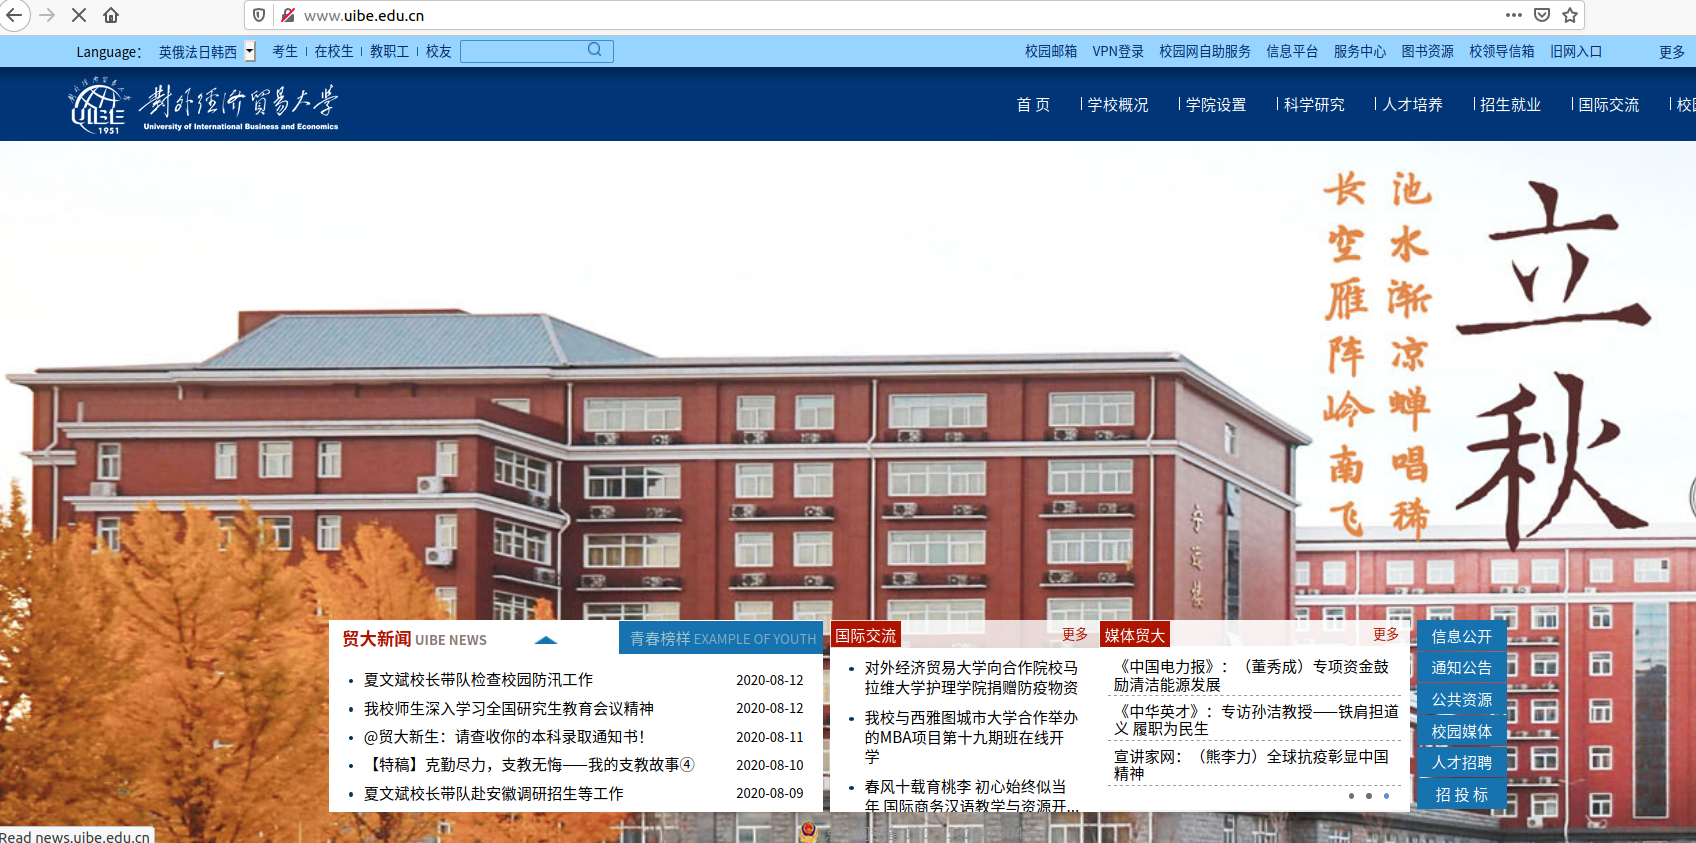 www.uibe.edu.cn
Language： 英俄法日韩西 考生 在校生 教职工 校友 校园邮箱 VPN登录 校园网自助服务 信息平台 服务中心 图书资源 校领导信箱 旧网入口 更多
UIBE
1951
對外經濟貿易大学
University of International Business and Economics
首 页 学校概况 学院设置 科学研究 人才培养 招生就业 国际交流
立秋
池水渐凉蝉唱稀
长空雁阵岭南飞
贸大新闻 UIBE NEWS
青春榜样 EXAMPLE OF YOUTH
夏文斌校长带队检查校园防汛工作 2020-08-12
我校师生深入学习全国研究生教育会议精神 2020-08-12
@贸大新生：请查收你的本科录取通知书！ 2020-08-11
【特稿】克勤尽力，支教无悔——我的支教故事④ 2020-08-10
夏文斌校长带队赴安徽调研招生等工作 2020-08-09
国际交流 更多
对外经济贸易大学向合作院校马
拉维大学护理学院捐赠防疫物资
我校与西雅图城市大学合作举办
的MBA项目第十九期班在线开
学
春风十载育桃李 初心始终似当
年 国际商务汉语教学与资源开...
媒体贸大 更多
《中国电力报》：（董秀成）专项资金鼓
励清洁能源发展
《中华英才》：专访孙洁教授——铁肩担道
义 履职为民生
宣讲家网：（熊李力）全球抗疫彰显中国
精神
信息公开
通知公告
公共资源
校园媒体
人才招聘
招 投 标
Read news.uibe.edu.cn